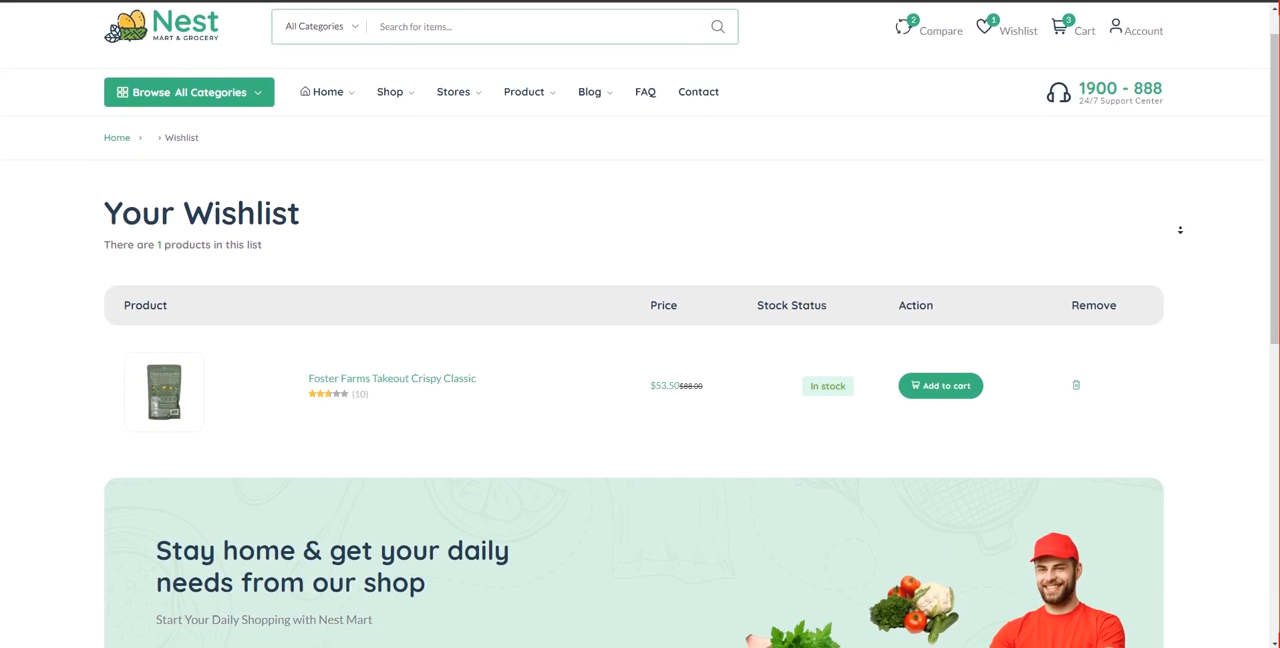 Nest
MART & GROCERY
All Categories
Search for items...
2
Compare
1
Wishlist
3
Cart
Account
Browse All Categories
Home
Shop
Stores
Product
Blog
FAQ
Contact
1900 - 888
24/7 Support Center
Home
Wishlist
Your Wishlist
There are 1 products in this list
Product
Price
Stock Status
Action
Remove
Foster Farms Takeout Crispy Classic
(10)
$53.50$88.00
In stock
Add to cart
Stay home & get your daily
needs from our shop
Start Your Daily Shopping with Nest Mart